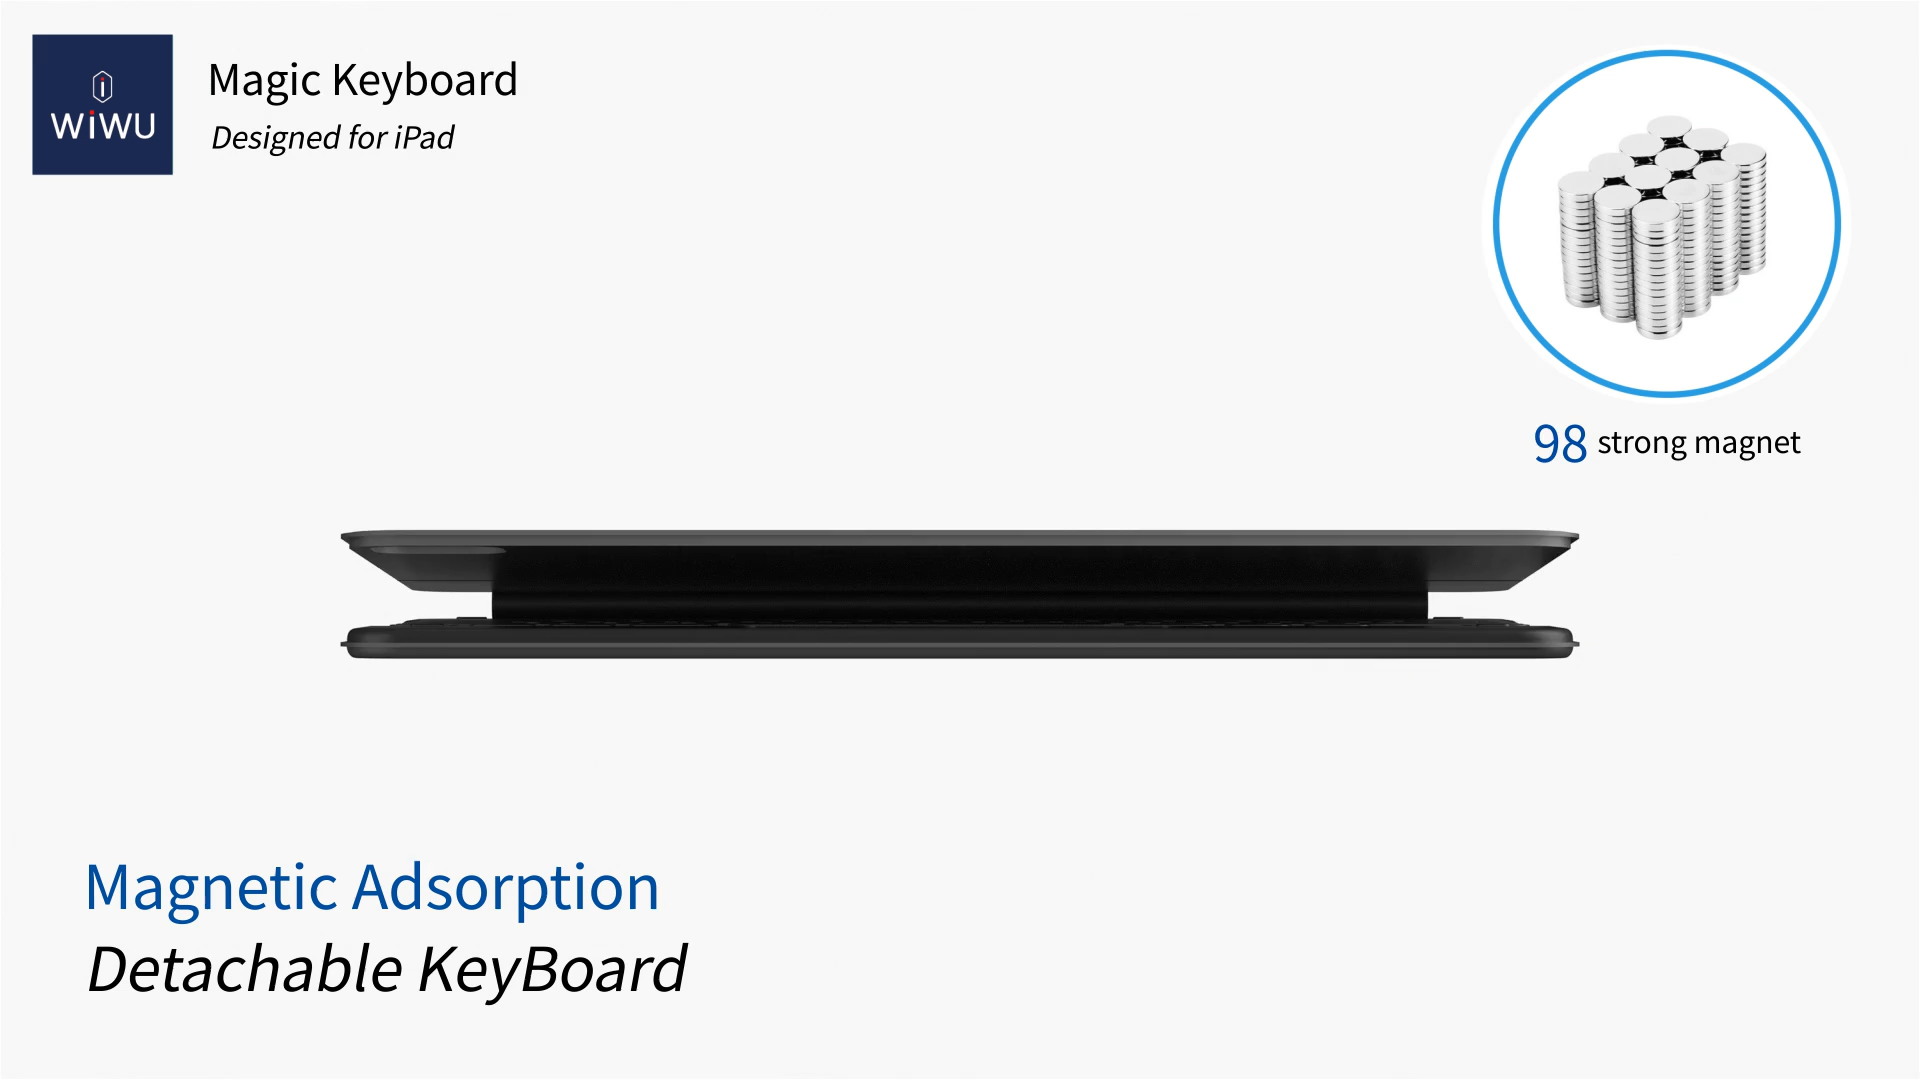 WiWU
Magic Keyboard
Designed for iPad
98 strong magnet
Magnetic Adsorption
Detachable KeyBoard